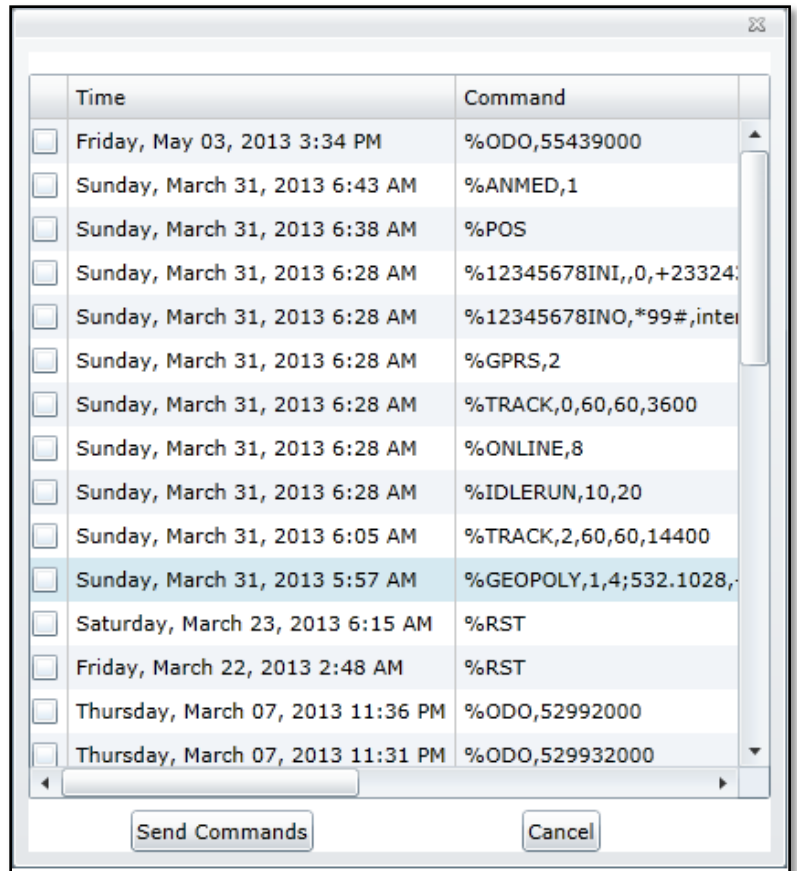 Time Command
Friday, May 03, 2013 3:34 PM %ODO,55439000
Sunday, March 31, 2013 6:43 AM %ANMED,1
Sunday, March 31, 2013 6:38 AM %POS
Sunday, March 31, 2013 6:28 AM %12345678INI,,0,+233243
Sunday, March 31, 2013 6:28 AM %12345678INO,*99#,inter
Sunday, March 31, 2013 6:28 AM %GPRS,2
Sunday, March 31, 2013 6:28 AM %TRACK,0,60,60,3600
Sunday, March 31, 2013 6:28 AM %ONLINE,8
Sunday, March 31, 2013 6:28 AM %IDLERUN,10,20
Sunday, March 31, 2013 6:05 AM %TRACK,2,60,60,14400
Sunday, March 31, 2013 5:57 AM %GEOPOLY,1,4;532.1028,-
Saturday, March 23, 2013 6:15 AM %RST
Friday, March 22, 2013 2:48 AM %RST
Thursday, March 07, 2013 11:36 PM %ODO,52992000
Thursday, March 07, 2013 11:31 PM %ODO,529932000
Send Commands Cancel